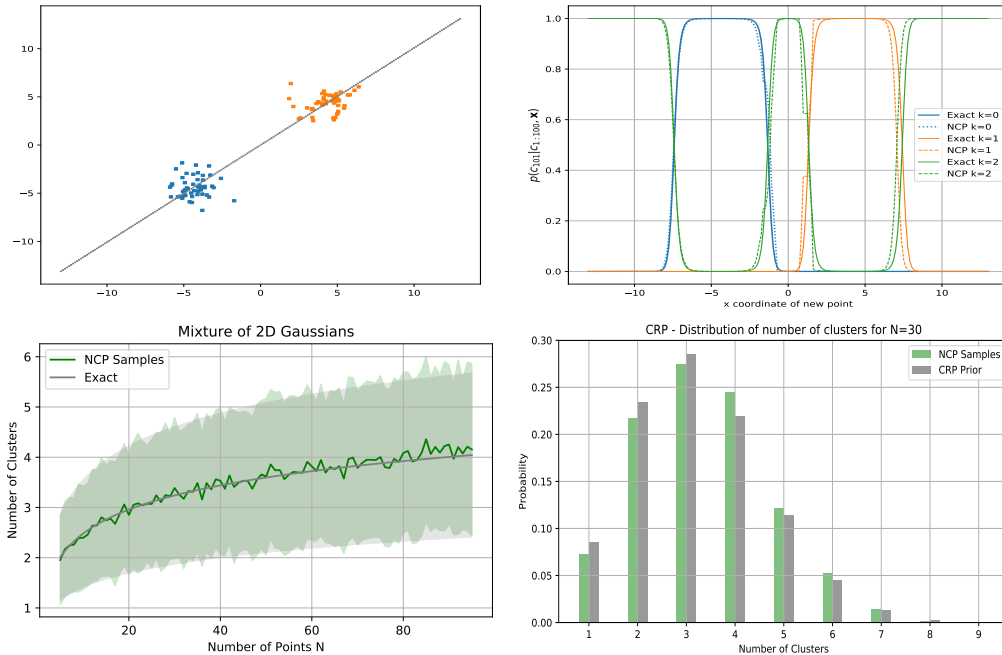 10
5
0
−5
−10
−10
−5
0
5
10
1.0
0.8
0.6
0.4
0.2
0.0
p(c₁₀₁|c₁:₁₀₀, x)
Exact k=0
NCP k=0
Exact k=1
NCP k=1
Exact k=2
NCP k=2
−10
−5
0
5
10
x coordinate of new point
Mixture of 2D Gaussians
NCP Samples
Exact
6
5
4
3
2
1
Number of Clusters
20
40
60
80
Number of Points N
CRP - Distribution of number of clusters for N=30
NCP Samples
CRP Prior
0.30
0.25
0.20
0.15
0.10
0.05
0.00
Probability
1
2
3
4
5
6
7
8
9
Number of Clusters